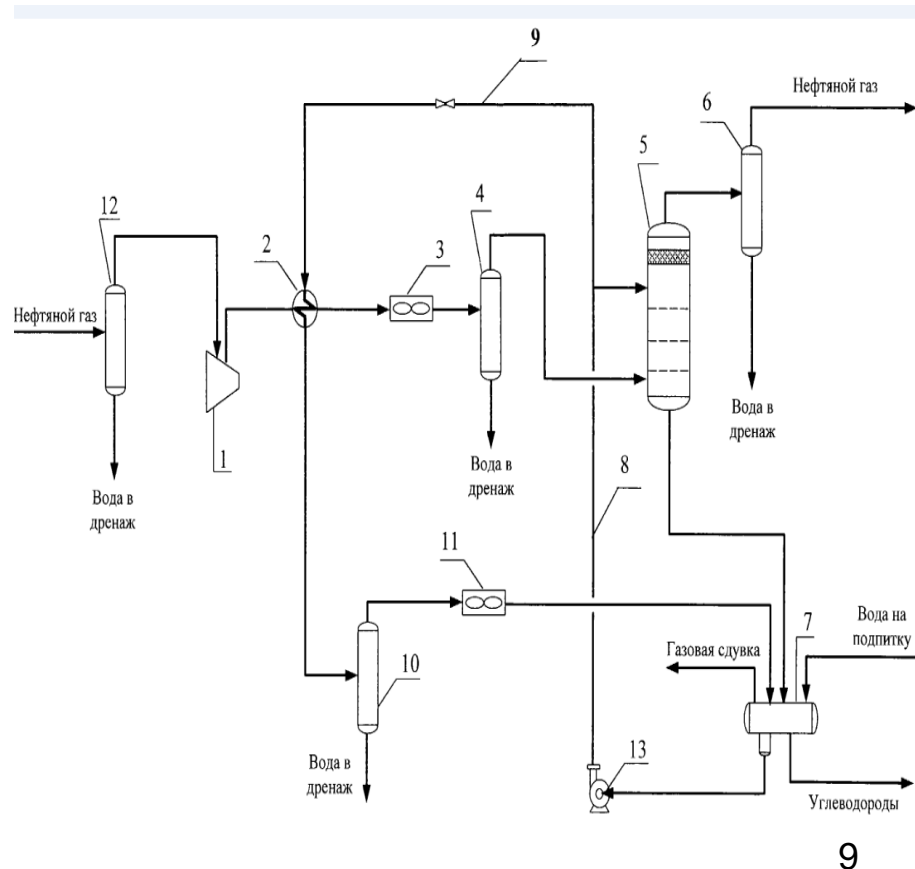 9
Нефтяной газ
6
5
12
4
2
3
Нефтяной газ
Вода в
дренаж
Вода в
дренаж
8
1
Вода в
дренаж
11
Вода на
подпитку
7
Газовая сдувка
10
Вода в
дренаж
13
Углеводороды
9